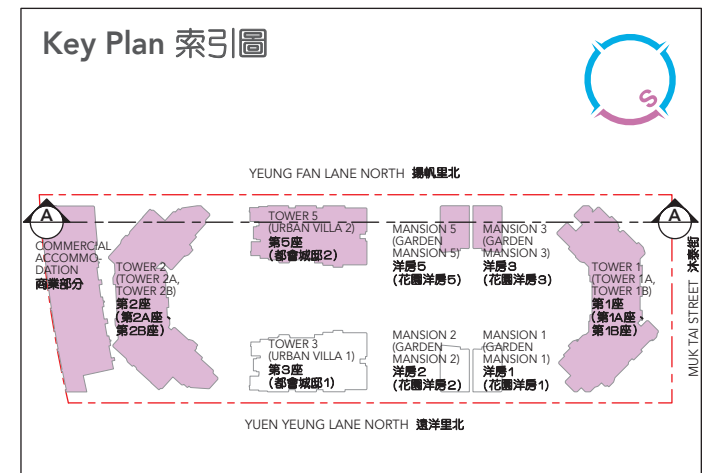 Key Plan 索引圖
S
YEUNG FAN LANE NORTH 揚帆里北
A
A
COMMERCIAL
ACCOMMO-
DATION
商業部分
TOWER 2
(TOWER 2A,
TOWER 2B)
第2座
(第2A座、
第2B座)
TOWER 5
(URBAN VILLA 2)
第5座
(都會城邸2)
MANSION 5
(GARDEN
MANSION 5)
洋房5
(花園洋房5)
MANSION 3
(GARDEN
MANSION 3)
洋房3
(花園洋房3)
TOWER 1
(TOWER 1A,
TOWER 1B)
第1座
(第1A座、
第1B座)
MUK TAI STREET 沐泰街
TOWER 3
(URBAN VILLA 1)
第3座
(都會城邸1)
MANSION 2
(GARDEN
MANSION 2)
洋房2
(花園洋房2)
MANSION 1
(GARDEN
MANSION 1)
洋房1
(花園洋房1)
YUEN YEUNG LANE NORTH 遠洋里北